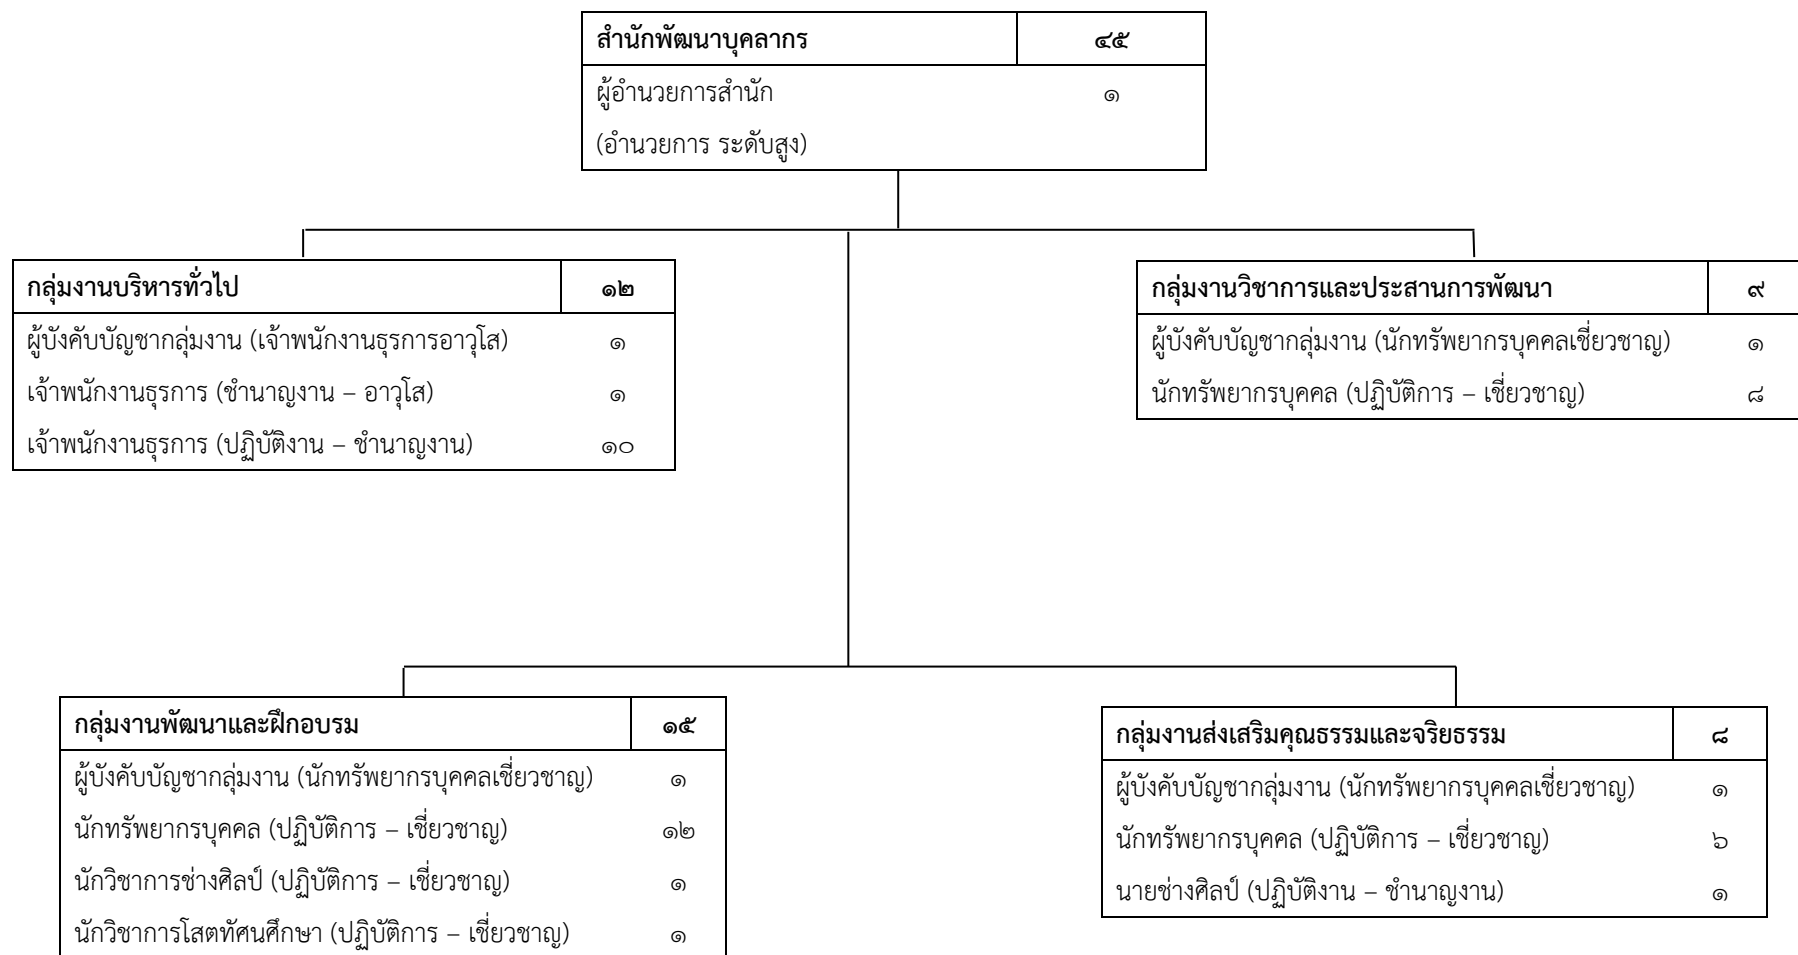 สำนักพัฒนาบุคลากร ๔๕
ผู้อำนวยการสำนัก ๑
(อำนวยการ ระดับสูง)
กลุ่มงานบริหารทั่วไป ๑๒
ผู้บังคับบัญชากลุ่มงาน (เจ้าพนักงานธุรการอาวุโส) ๑
เจ้าพนักงานธุรการ (ชำนาญงาน – อาวุโส) ๑
เจ้าพนักงานธุรการ (ปฏิบัติงาน – ชำนาญงาน) ๑๐
กลุ่มงานวิชาการและประสานการพัฒนา ๙
ผู้บังคับบัญชากลุ่มงาน (นักทรัพยากรบุคคลเชี่ยวชาญ) ๑
นักทรัพยากรบุคคล (ปฏิบัติการ – เชี่ยวชาญ) ๘
กลุ่มงานพัฒนาและฝึกอบรม ๑๕
ผู้บังคับบัญชากลุ่มงาน (นักทรัพยากรบุคคลเชี่ยวชาญ) ๑
นักทรัพยากรบุคคล (ปฏิบัติการ – เชี่ยวชาญ) ๑๒
นักวิชาการช่างศิลป์ (ปฏิบัติการ – เชี่ยวชาญ) ๑
นักวิชาการโสตทัศนศึกษา (ปฏิบัติการ – เชี่ยวชาญ) ๑
กลุ่มงานส่งเสริมคุณธรรมและจริยธรรม ๘
ผู้บังคับบัญชากลุ่มงาน (นักทรัพยากรบุคคลเชี่ยวชาญ) ๑
นักทรัพยากรบุคคล (ปฏิบัติการ – เชี่ยวชาญ) ๖
นายช่างศิลป์ (ปฏิบัติงาน – ชำนาญงาน) ๑